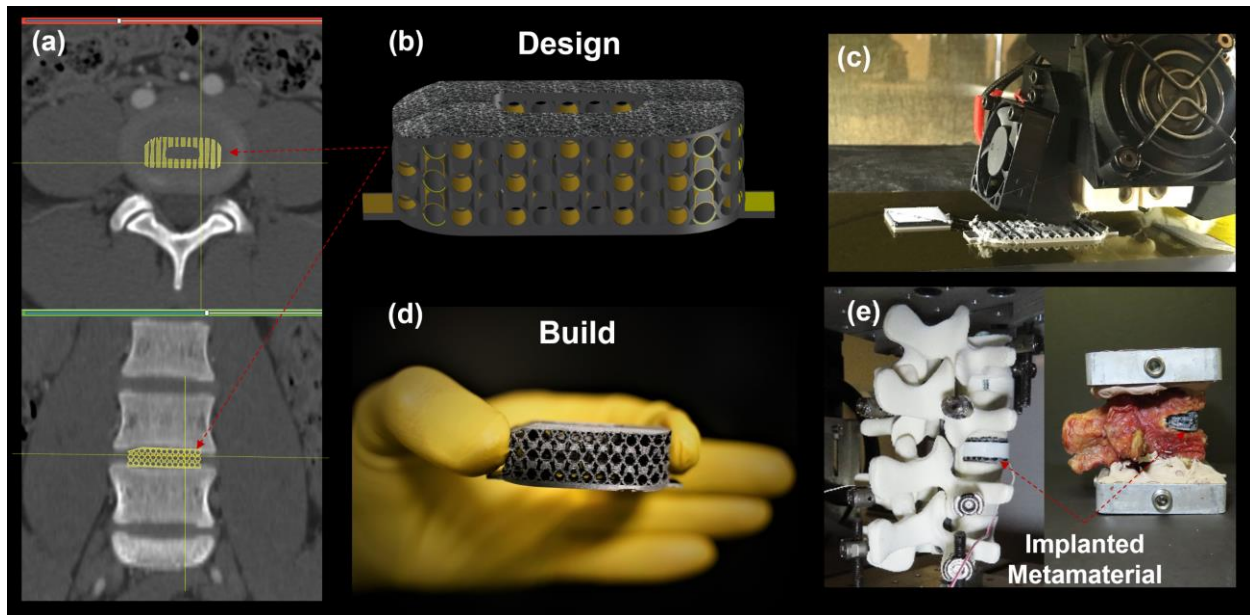 (a)
(b)
Design
(c)
(d)
Build
(e)
Implanted
Metamaterial